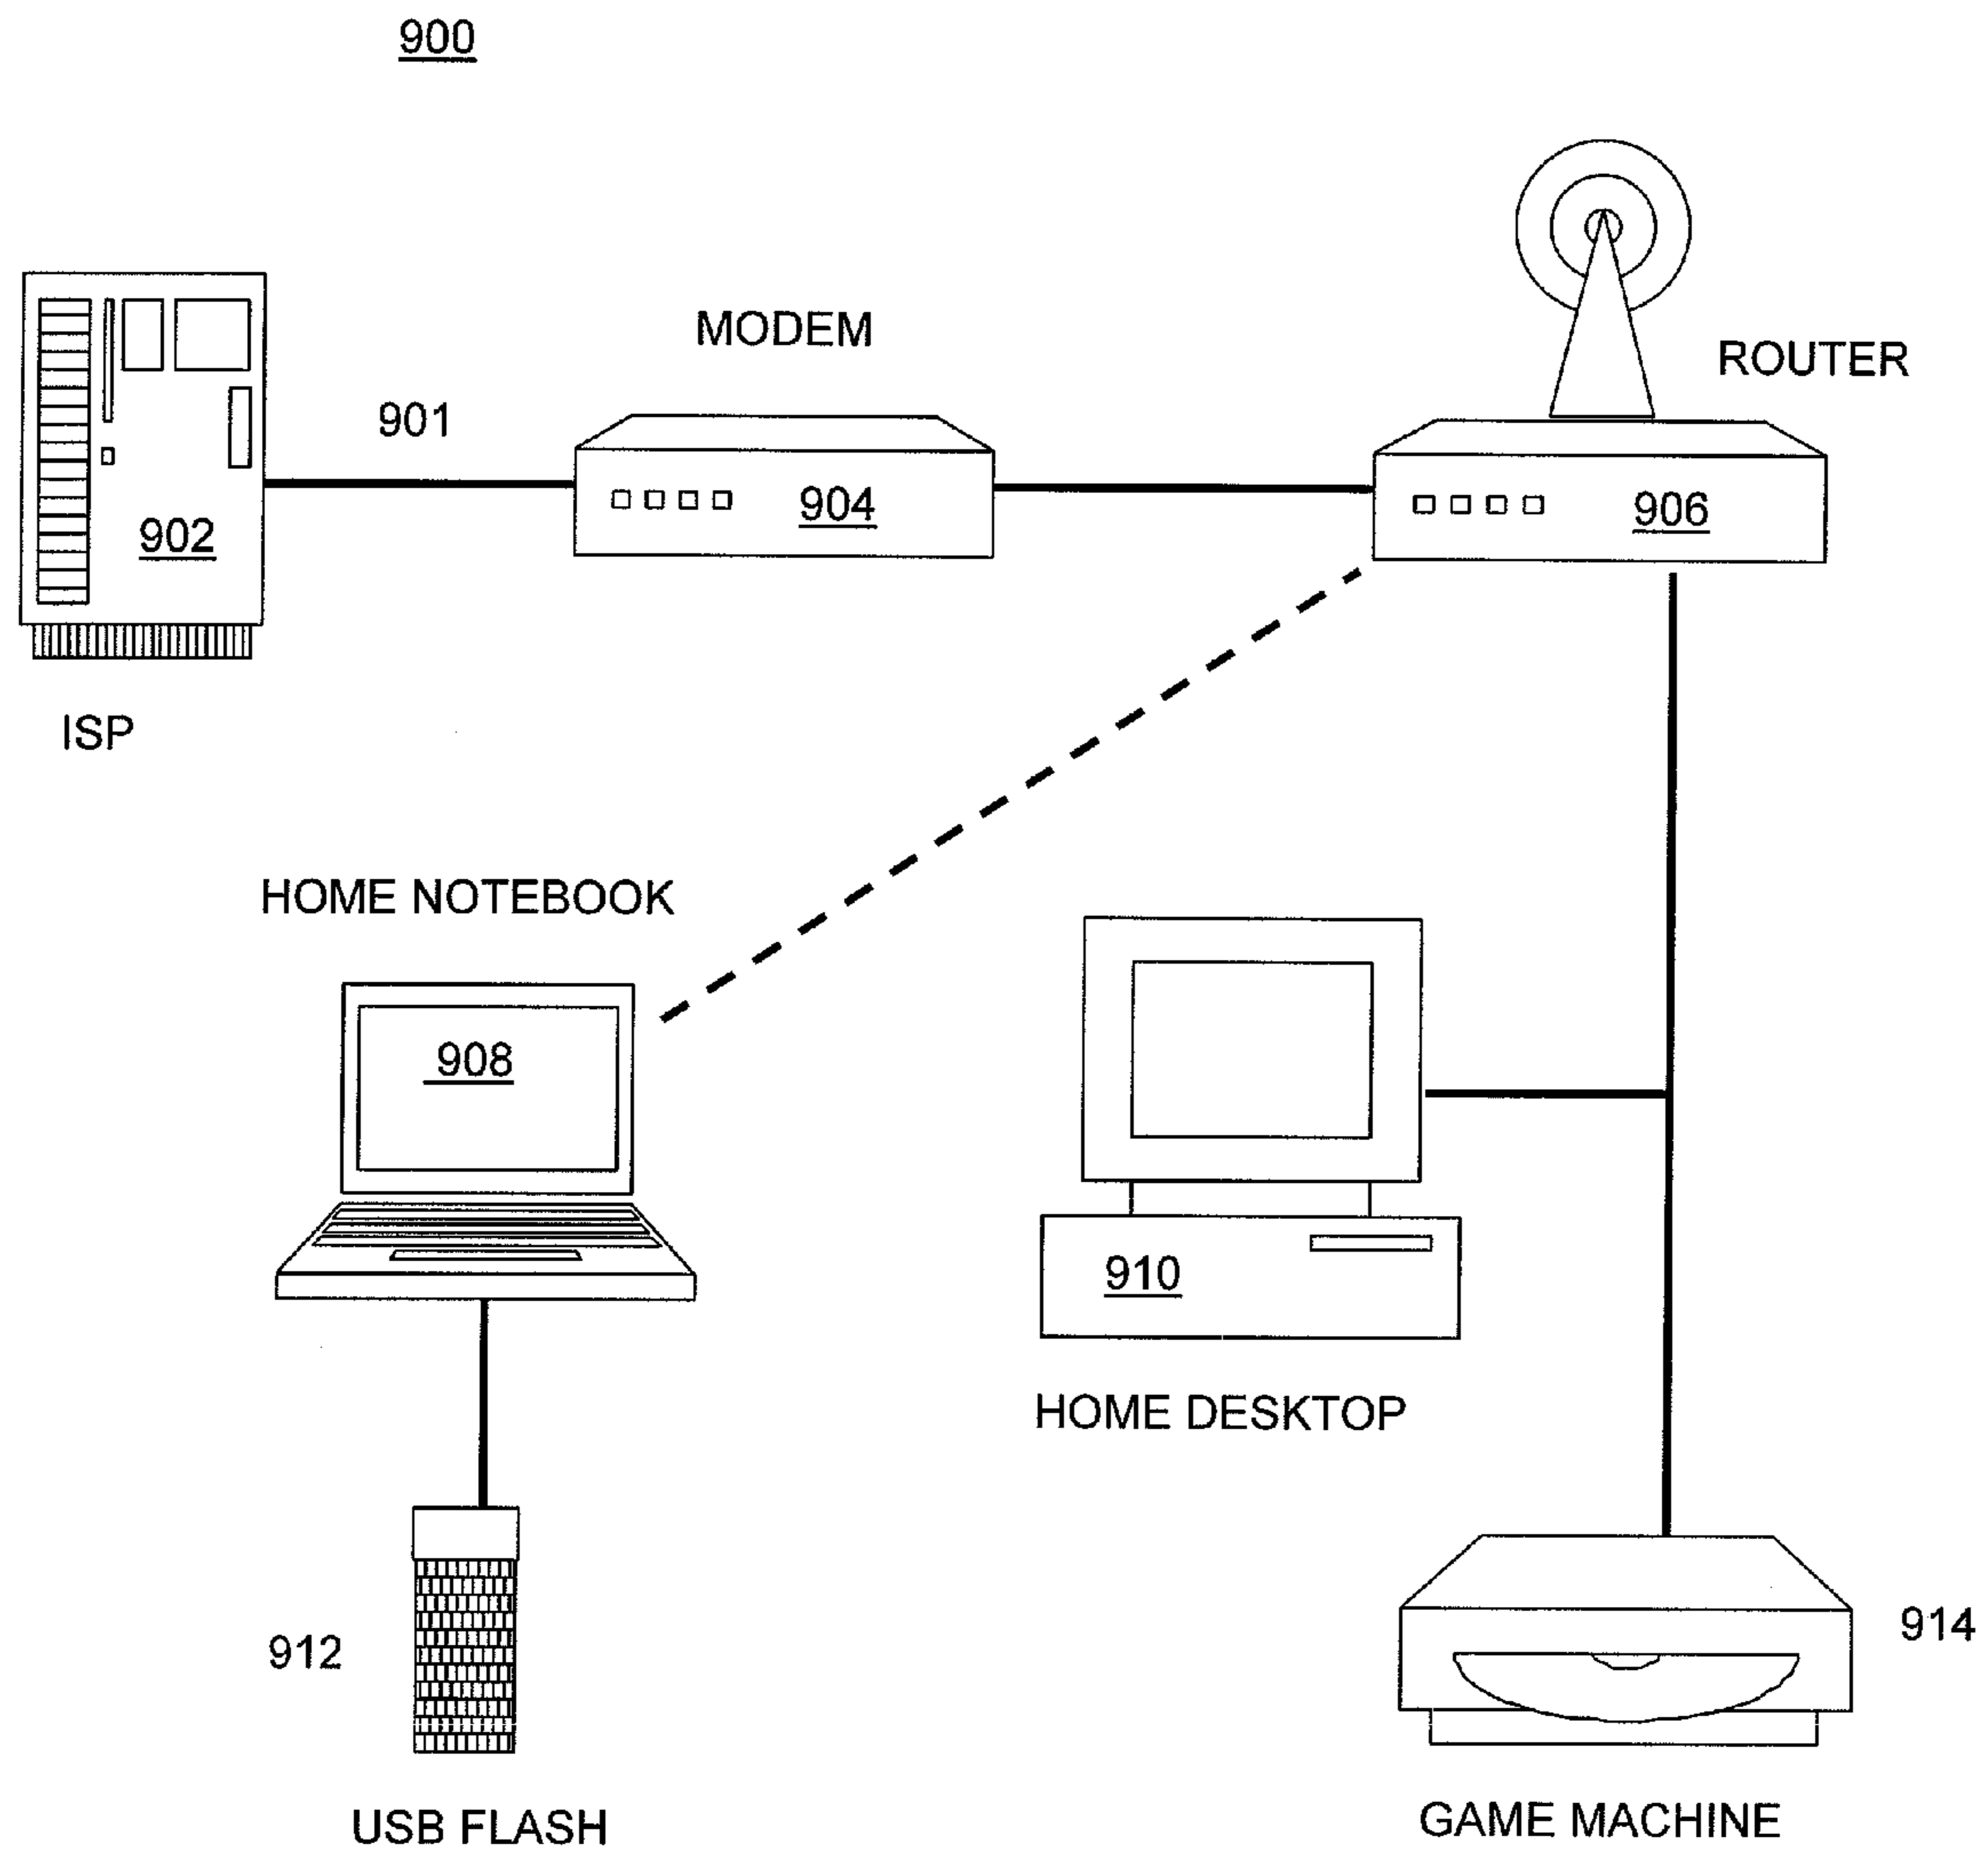 900
MODEM
ROUTER
901
904
906
902
ISP
HOME NOTEBOOK
908
910
HOME DESKTOP
912
914
USB FLASH
GAME MACHINE